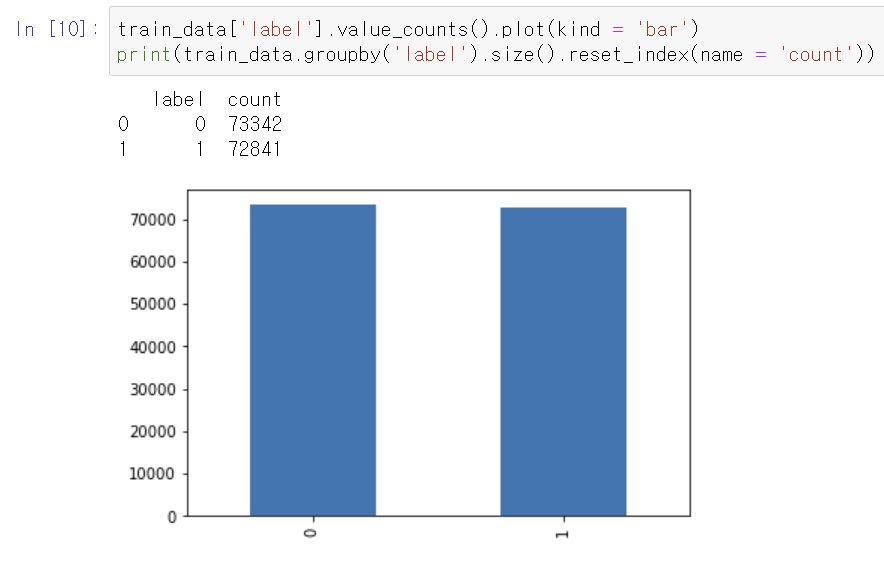 In [10]: train_data['label'].value_counts().plot(kind = 'bar')
print(train_data.groupby('label').size().reset_index(name = 'count'))
label count
0 0 73342
1 1 72841
70000
60000
50000
40000
30000
20000
10000
0
0 1